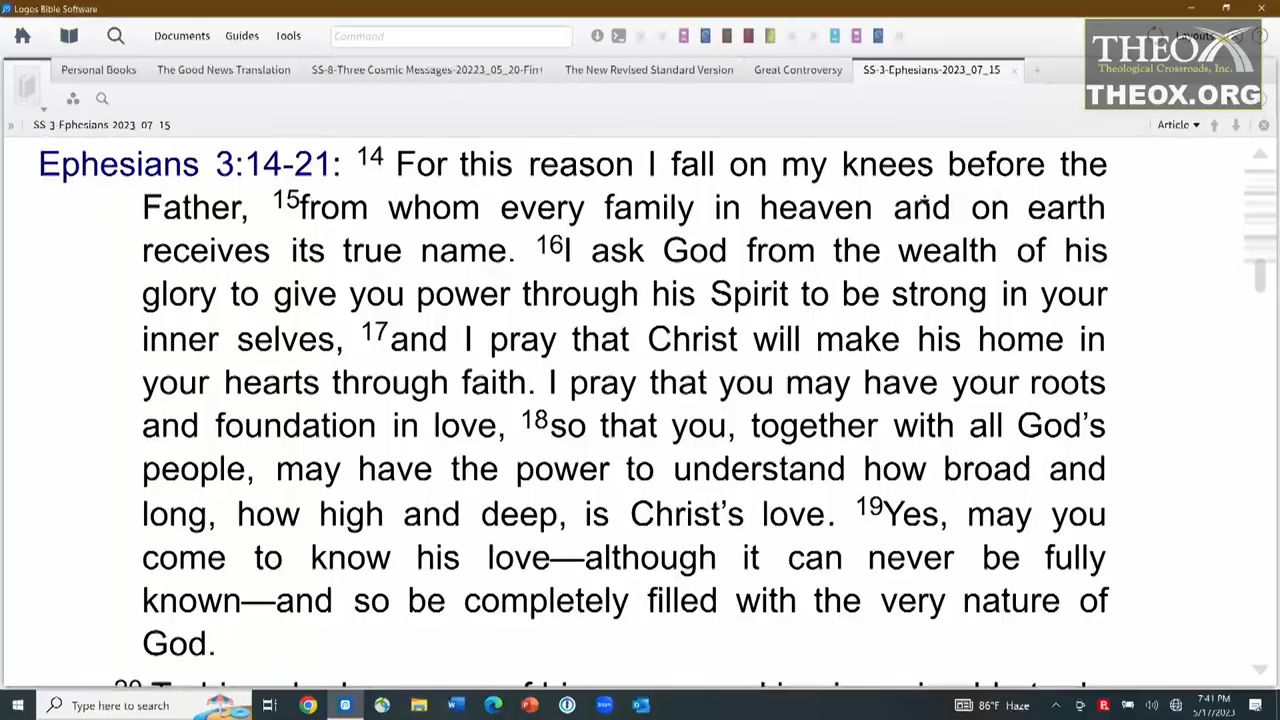 Logos Bible Software
Documents Guides Tools Command Layouts
THEOX
Theological Crossroads, Inc.
THEOX.ORG
Personal Books The Good News Translation SS-8-Three Cosmic Messages The New Revised Standard Version Great Controversy SS-3-Ephesians-2023_07_15
SS-3-Ephesians-2023_07_15 Article
Ephesians 3:14-21: 14 For this reason I fall on my knees before the
Father, 15from whom every family in heaven and on earth
receives its true name. 16I ask God from the wealth of his
glory to give you power through his Spirit to be strong in your
inner selves, 17and I pray that Christ will make his home in
your hearts through faith. I pray that you may have your roots
and foundation in love, 18so that you, together with all God's
people, may have the power to understand how broad and
long, how high and deep, is Christ's love. 19Yes, may you
come to know his love—although it can never be fully
known—and so be completely filled with the very nature of
God.
Type here to search 86°F Haze 7:41 PM
5/17/2023